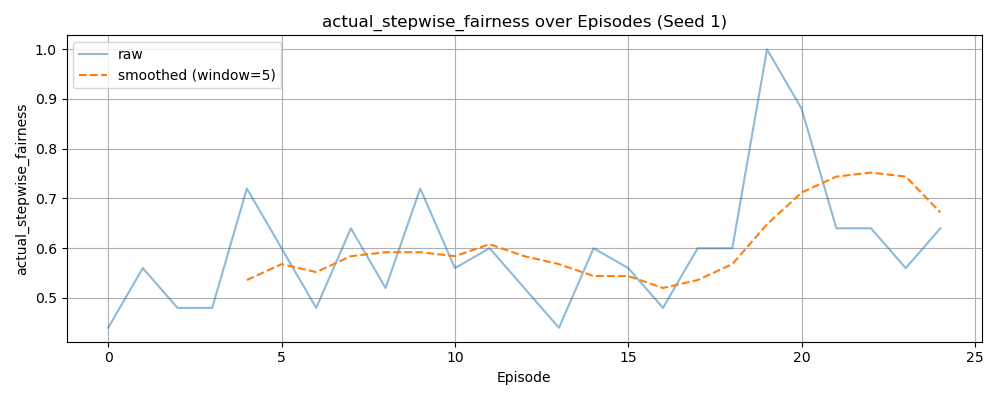 actual_stepwise_fairness over Episodes (Seed 1)
raw
smoothed (window=5)
actual_stepwise_fairness
1.0
0.9
0.8
0.7
0.6
0.5
0
5
10
15
20
25
Episode